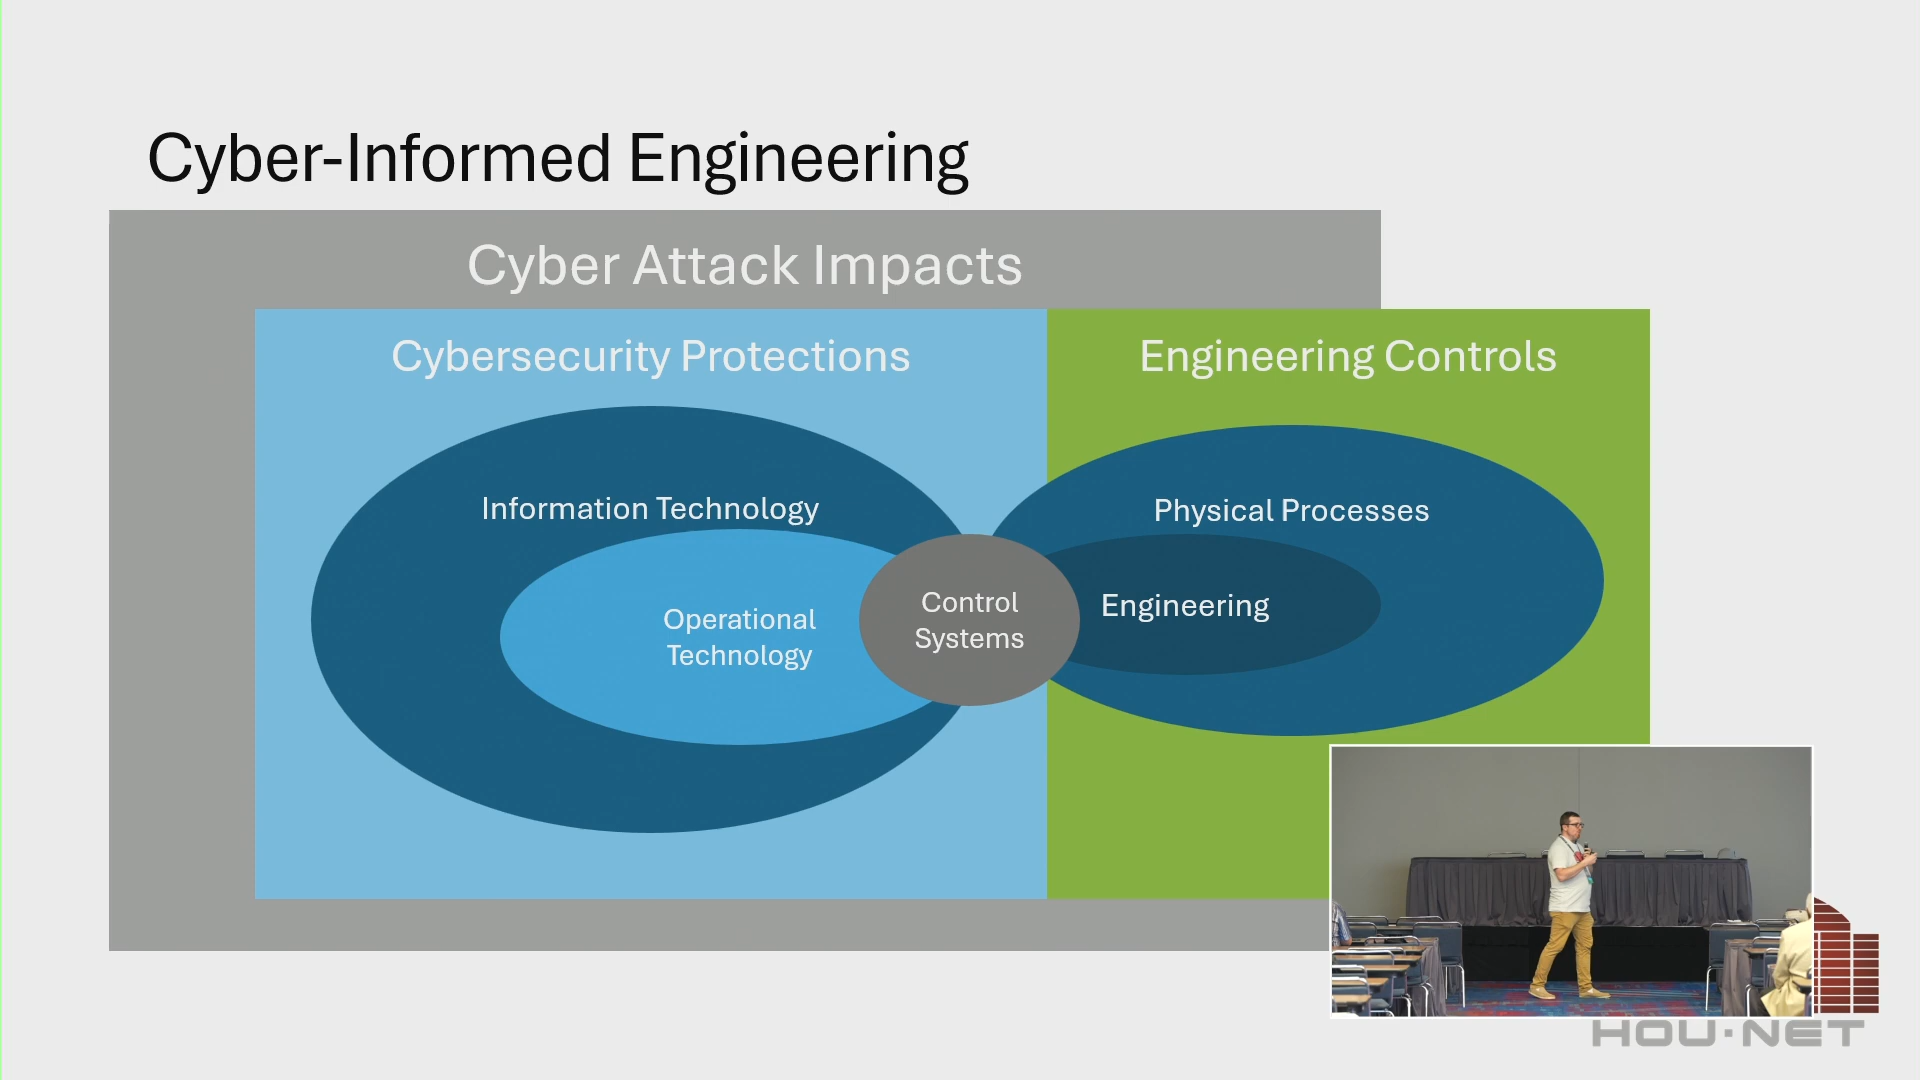 Cyber-Informed Engineering
Cyber Attack Impacts
Cybersecurity Protections
Engineering Controls
Information Technology
Physical Processes
Operational
Technology
Control
Systems
Engineering
HOU·NET